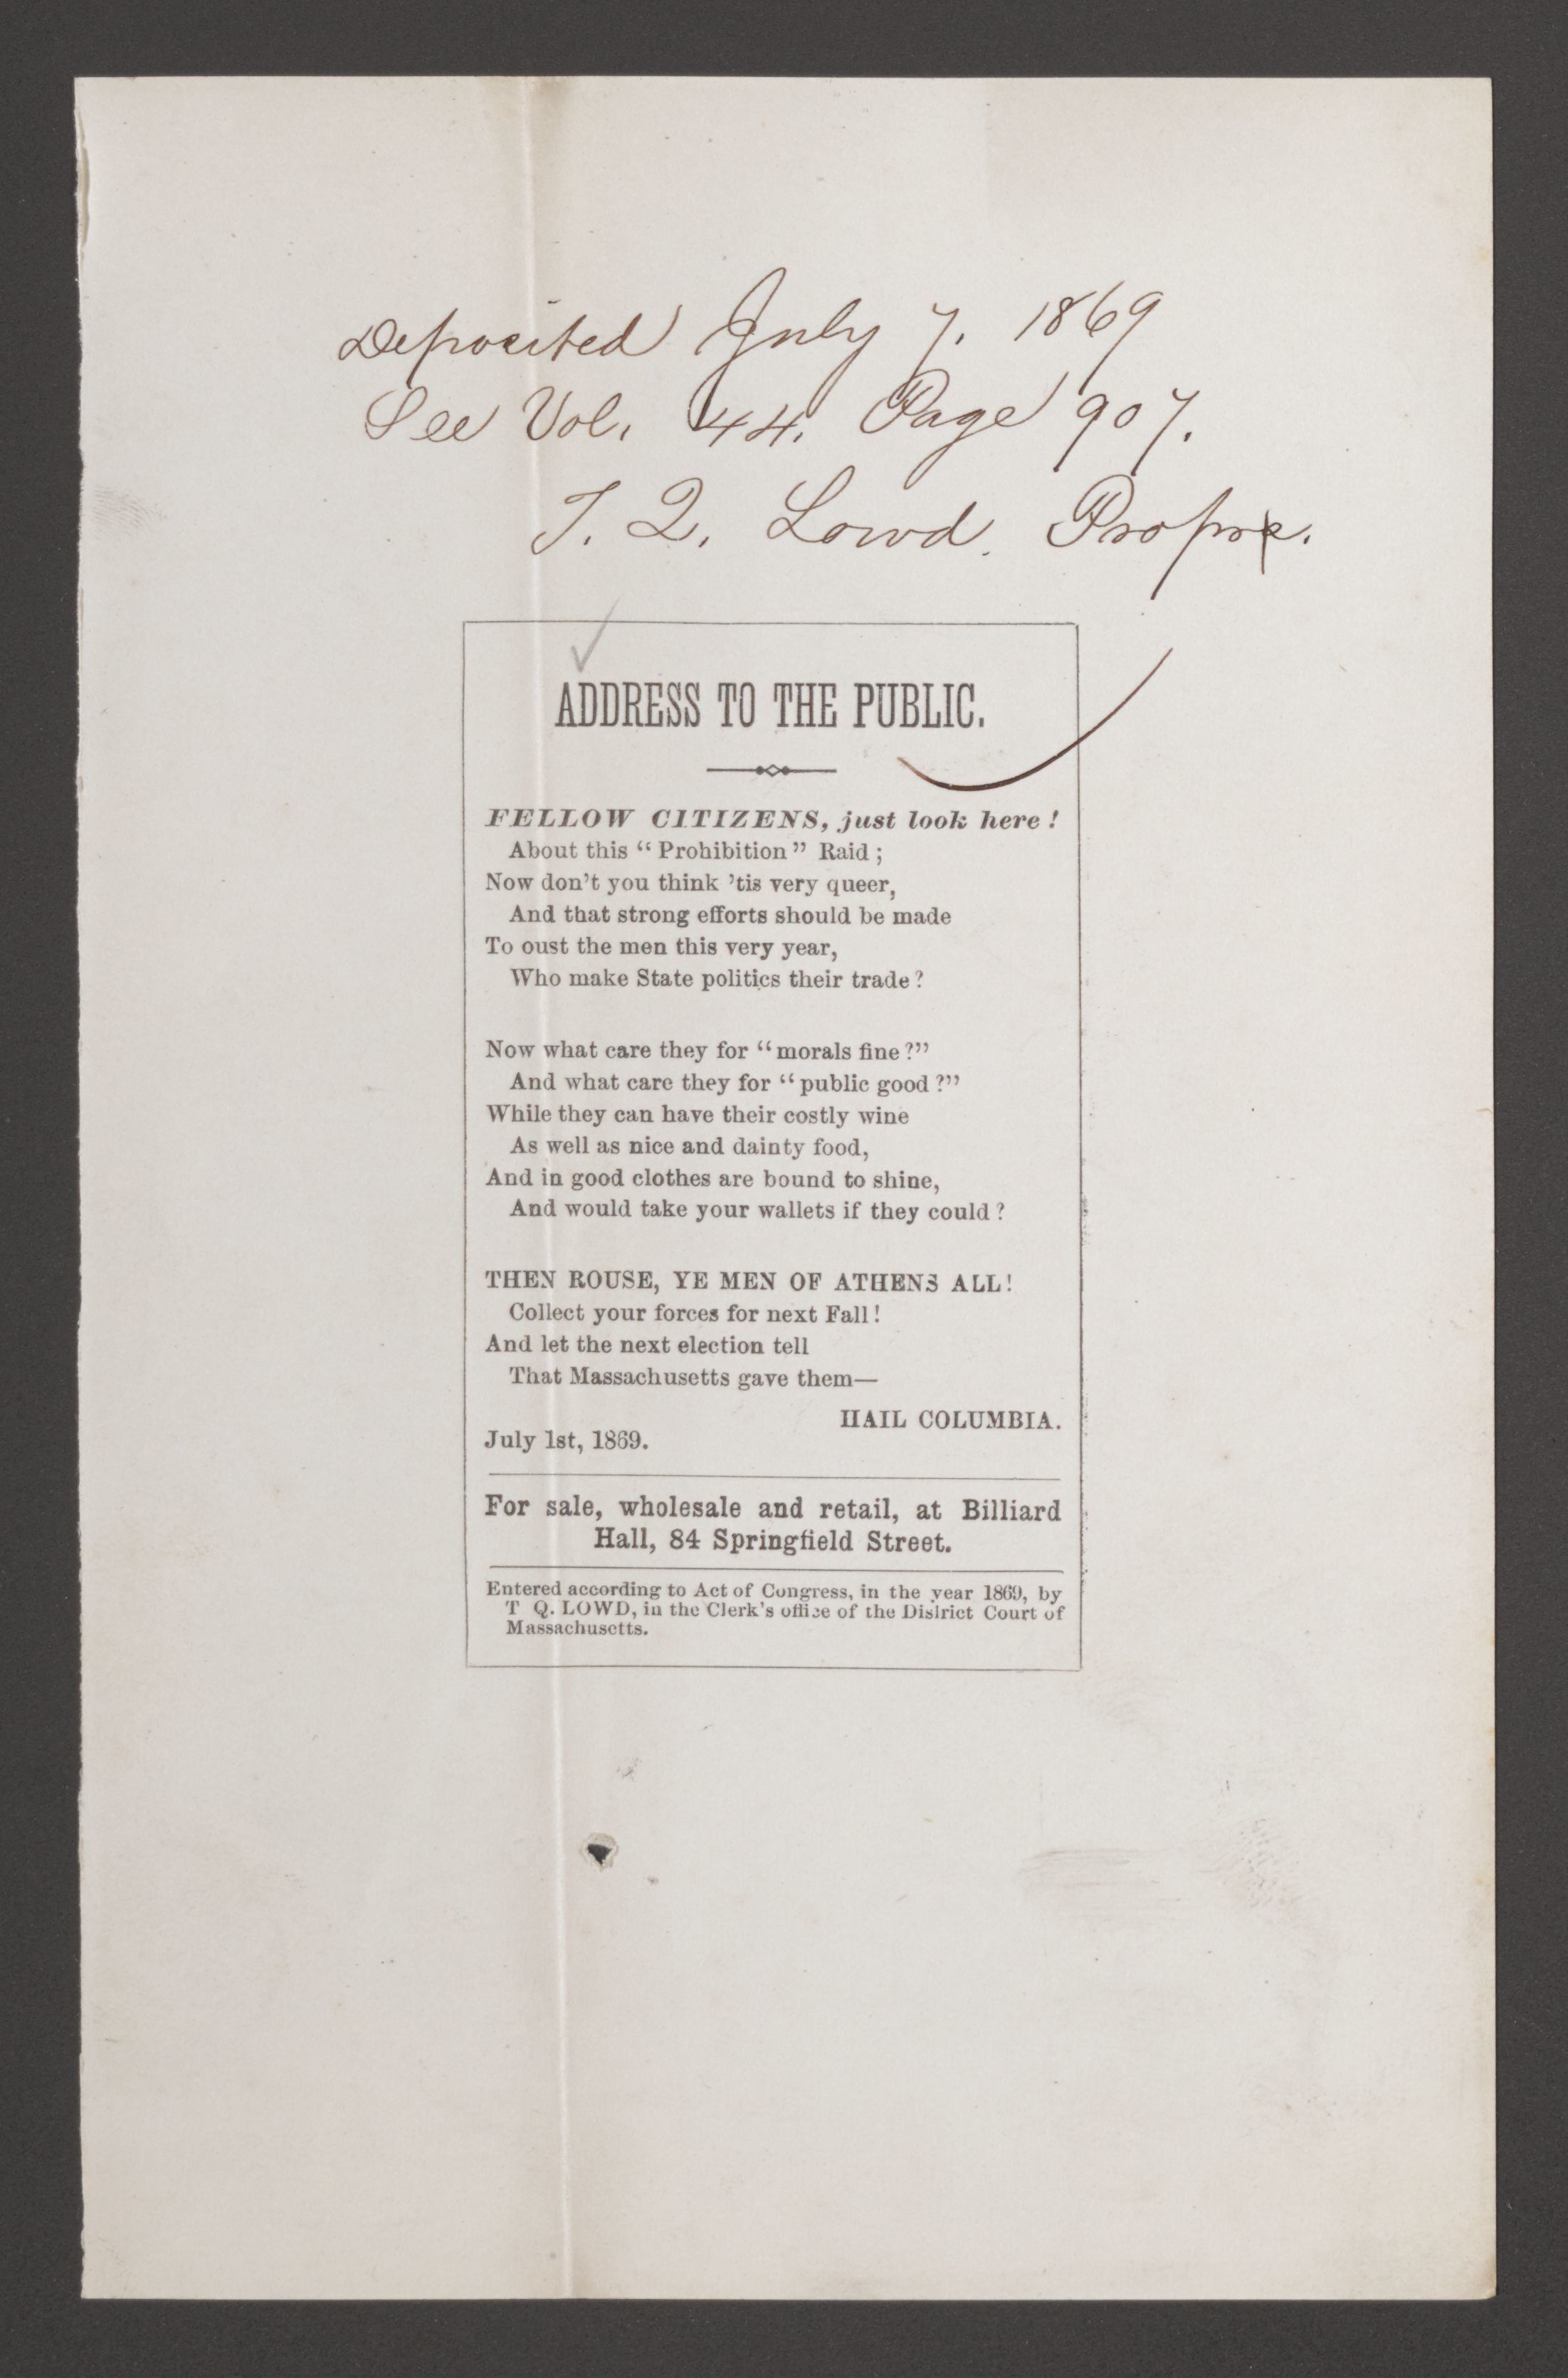 Deposited July 7. 1869
See Vol. 44. Page 907.
T. Q. Lowd. Propr.
ADDRESS TO THE PUBLIC.
FELLOW CITIZENS, just look here!
About this "Prohibition" Raid;
Now don't you think 'tis very queer,
And that strong efforts should be made
To oust the men this very year,
Who make State politics their trade?
Now what care they for "morals fine?"
And what care they for "public good?"
While they can have their costly wine
As well as nice and dainty food,
And in good clothes are bound to shine,
And would take your wallets if they could?
THEN ROUSE, YE MEN OF ATHENS ALL!
Collect your forces for next Fall!
And let the next election tell
That Massachusetts gave them—
HAIL COLUMBIA.
July 1st, 1869.
For sale, wholesale and retail, at Billiard
Hall, 84 Springfield Street.
Entered according to Act of Congress, in the year 1869, by
T Q. LOWD, in the Clerk's office of the Disirict Court of
Massachusetts.